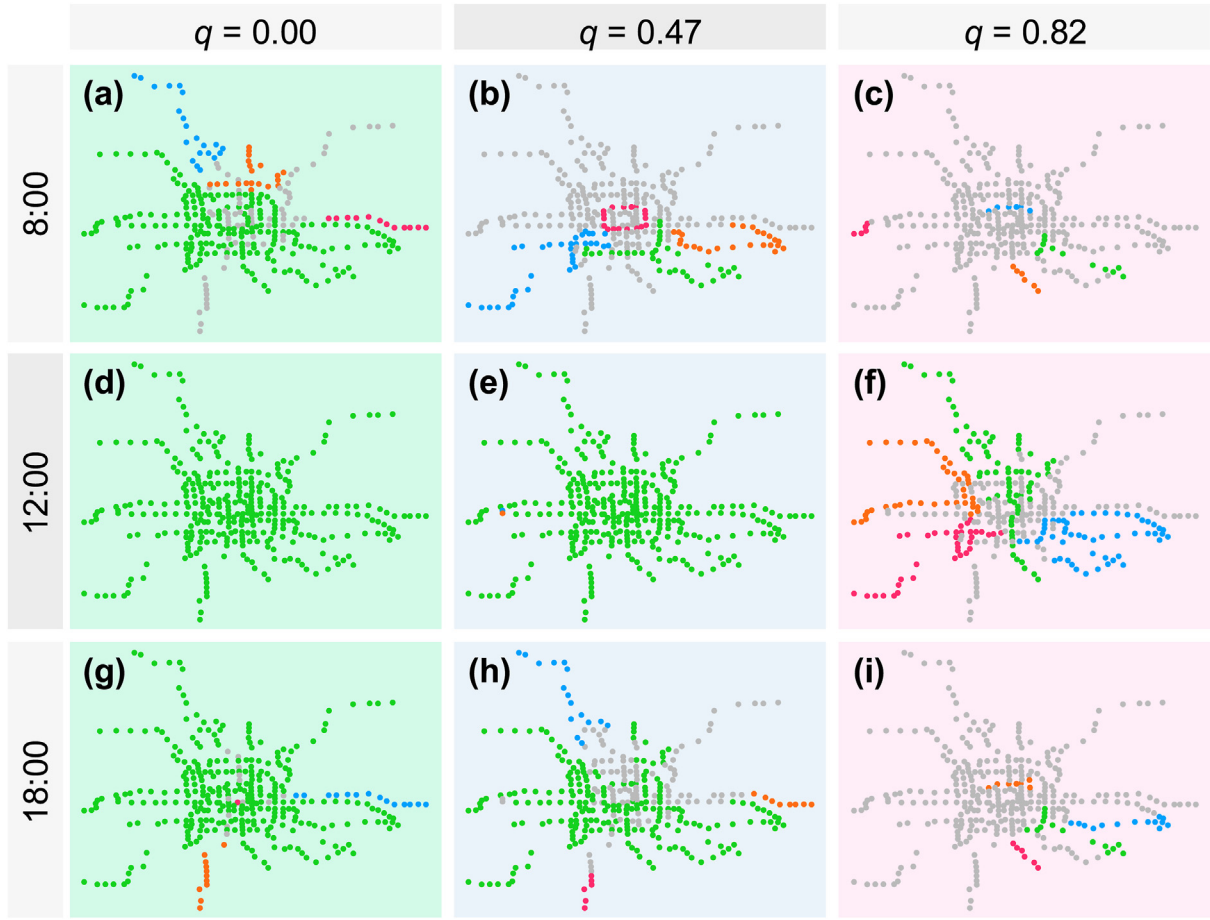 q = 0.00 q = 0.47 q = 0.82
8:00 (a) (b) (c)
12:00 (d) (e) (f)
18:00 (g) (h) (i)